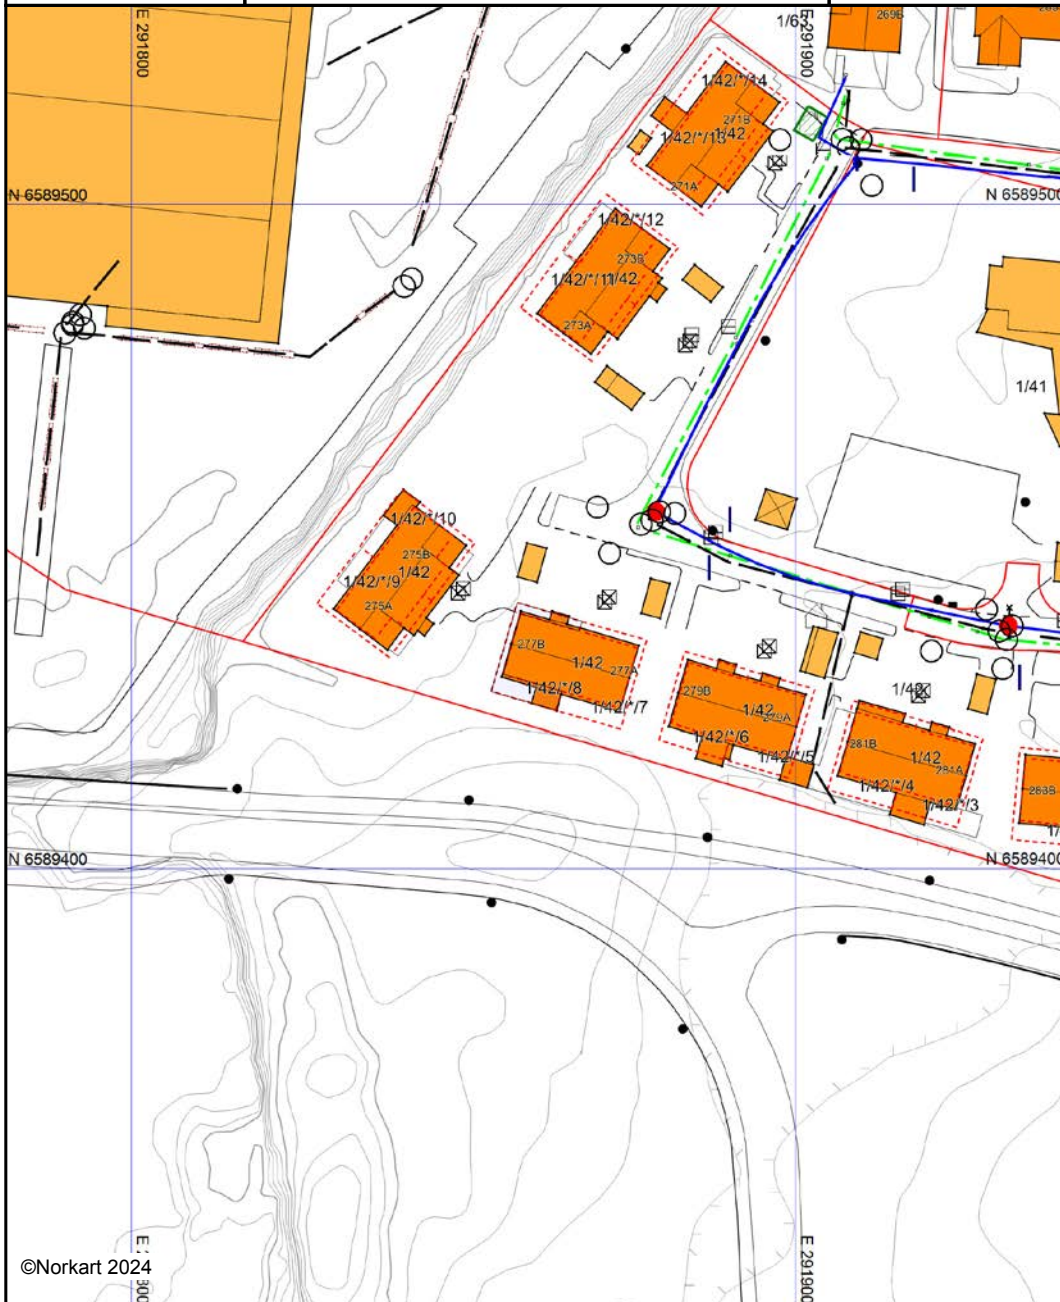 E 291800
E 291900
1/63
269B
1/42/*/14
271B
1/42/*/13
1/42
271A
N 6589500
N 6589500
1/42/*/12
273B
1/42/*/11
1/42
273A
1/41
1/42/*/10
275B
1/42
1/42/*/9
275A
277B
1/42
277A
1/42/*/8
1/42/*/7
279B
1/42
279A
1/42/*/6
1/42/*/5
1/42
281B
1/42
281A
1/42/*/4
1/42/*/3
283B
1/
N 6589400
N 6589400
E 291900
©Norkart 2024